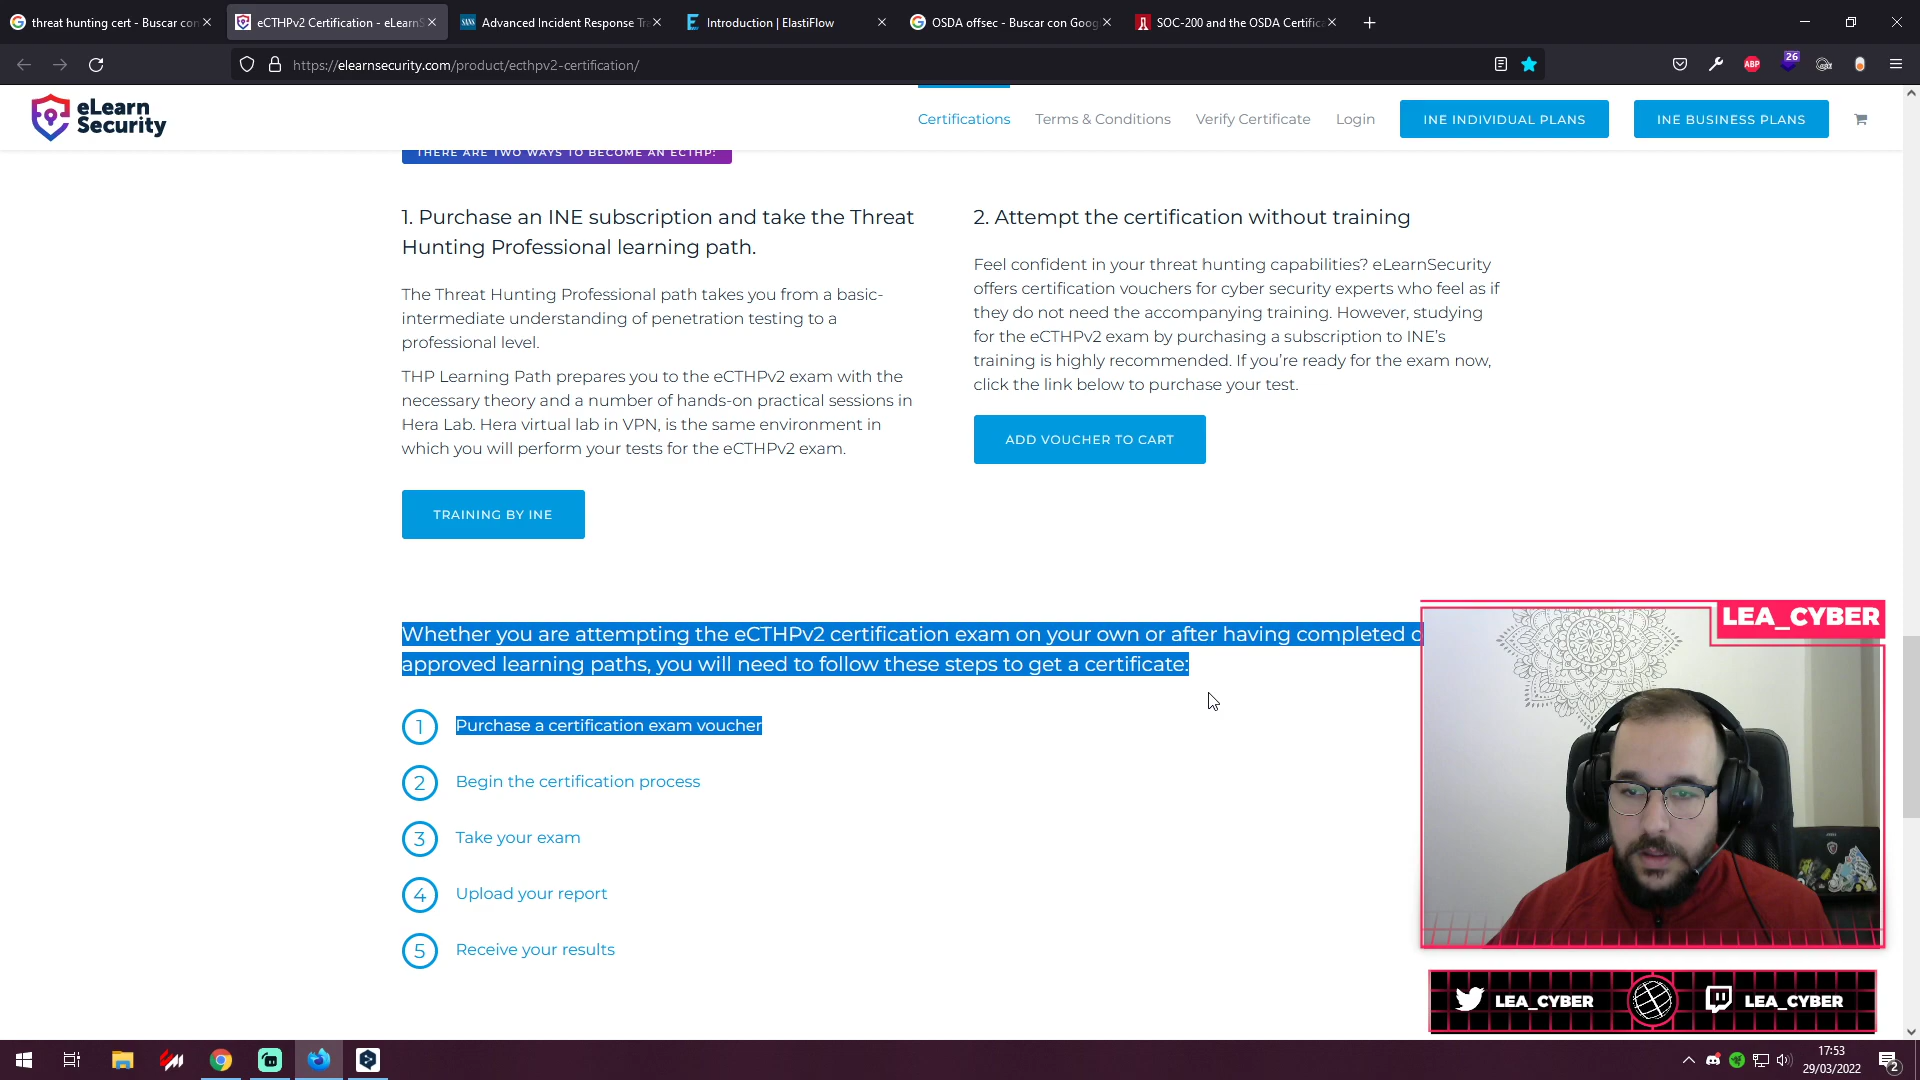 threat hunting cert - Buscar con
eCTHPv2 Certification - eLearnS
Advanced Incident Response Tra
Introduction | ElastiFlow
OSDA offsec - Buscar con Goog
SOC-200 and the OSDA Certifica
https://elearnsecurity.com/product/ecthpv2-certification/
ABP
26
eLearn
Security
Certifications
Terms & Conditions
Verify Certificate
Login
INE INDIVIDUAL PLANS
INE BUSINESS PLANS
THERE ARE TWO WAYS TO BECOME AN ECTHP:
1. Purchase an INE subscription and take the Threat
Hunting Professional learning path.
The Threat Hunting Professional path takes you from a basic-
intermediate understanding of penetration testing to a
professional level.
THP Learning Path prepares you to the eCTHPv2 exam with the
necessary theory and a number of hands-on practical sessions in
Hera Lab. Hera virtual lab in VPN, is the same environment in
which you will perform your tests for the eCTHPv2 exam.
TRAINING BY INE
2. Attempt the certification without training
Feel confident in your threat hunting capabilities? eLearnSecurity
offers certification vouchers for cyber security experts who feel as if
they do not need the accompanying training. However, studying
for the eCTHPv2 exam by purchasing a subscription to INE's
training is highly recommended. If you're ready for the exam now,
click the link below to purchase your test.
ADD VOUCHER TO CART
Whether you are attempting the eCTHPv2 certification exam on your own or after having completed
approved learning paths, you will need to follow these steps to get a certificate:
1 Purchase a certification exam voucher
2 Begin the certification process
3 Take your exam
4 Upload your report
5 Receive your results
LEA_CYBER
LEA_CYBER
LEA_CYBER
17:53
29/03/2022
2